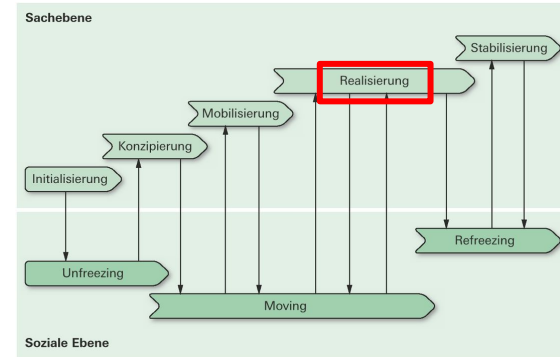 Sachebene
Stabilisierung
Realisierung
Mobilisierung
Konzipierung
Initialisierung
Refreezing
Unfreezing
Moving
Soziale Ebene